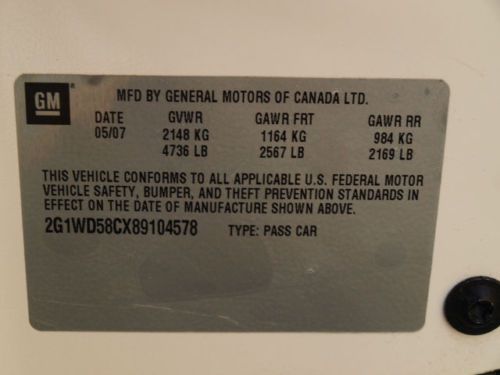 GM ®
MFD BY GENERAL MOTORS OF CANADA LTD.
DATE GVWR GAWR FRT GAWR RR
05/07 2148 KG 1164 KG 984 KG
4736 LB 2567 LB 2169 LB
THIS VEHICLE CONFORMS TO ALL APPLICABLE U.S. FEDERAL MOTOR
VEHICLE SAFETY, BUMPER, AND THEFT PREVENTION STANDARDS IN
EFFECT ON THE DATE OF MANUFACTURE SHOWN ABOVE.
2G1WD58CX89104578 TYPE: PASS CAR